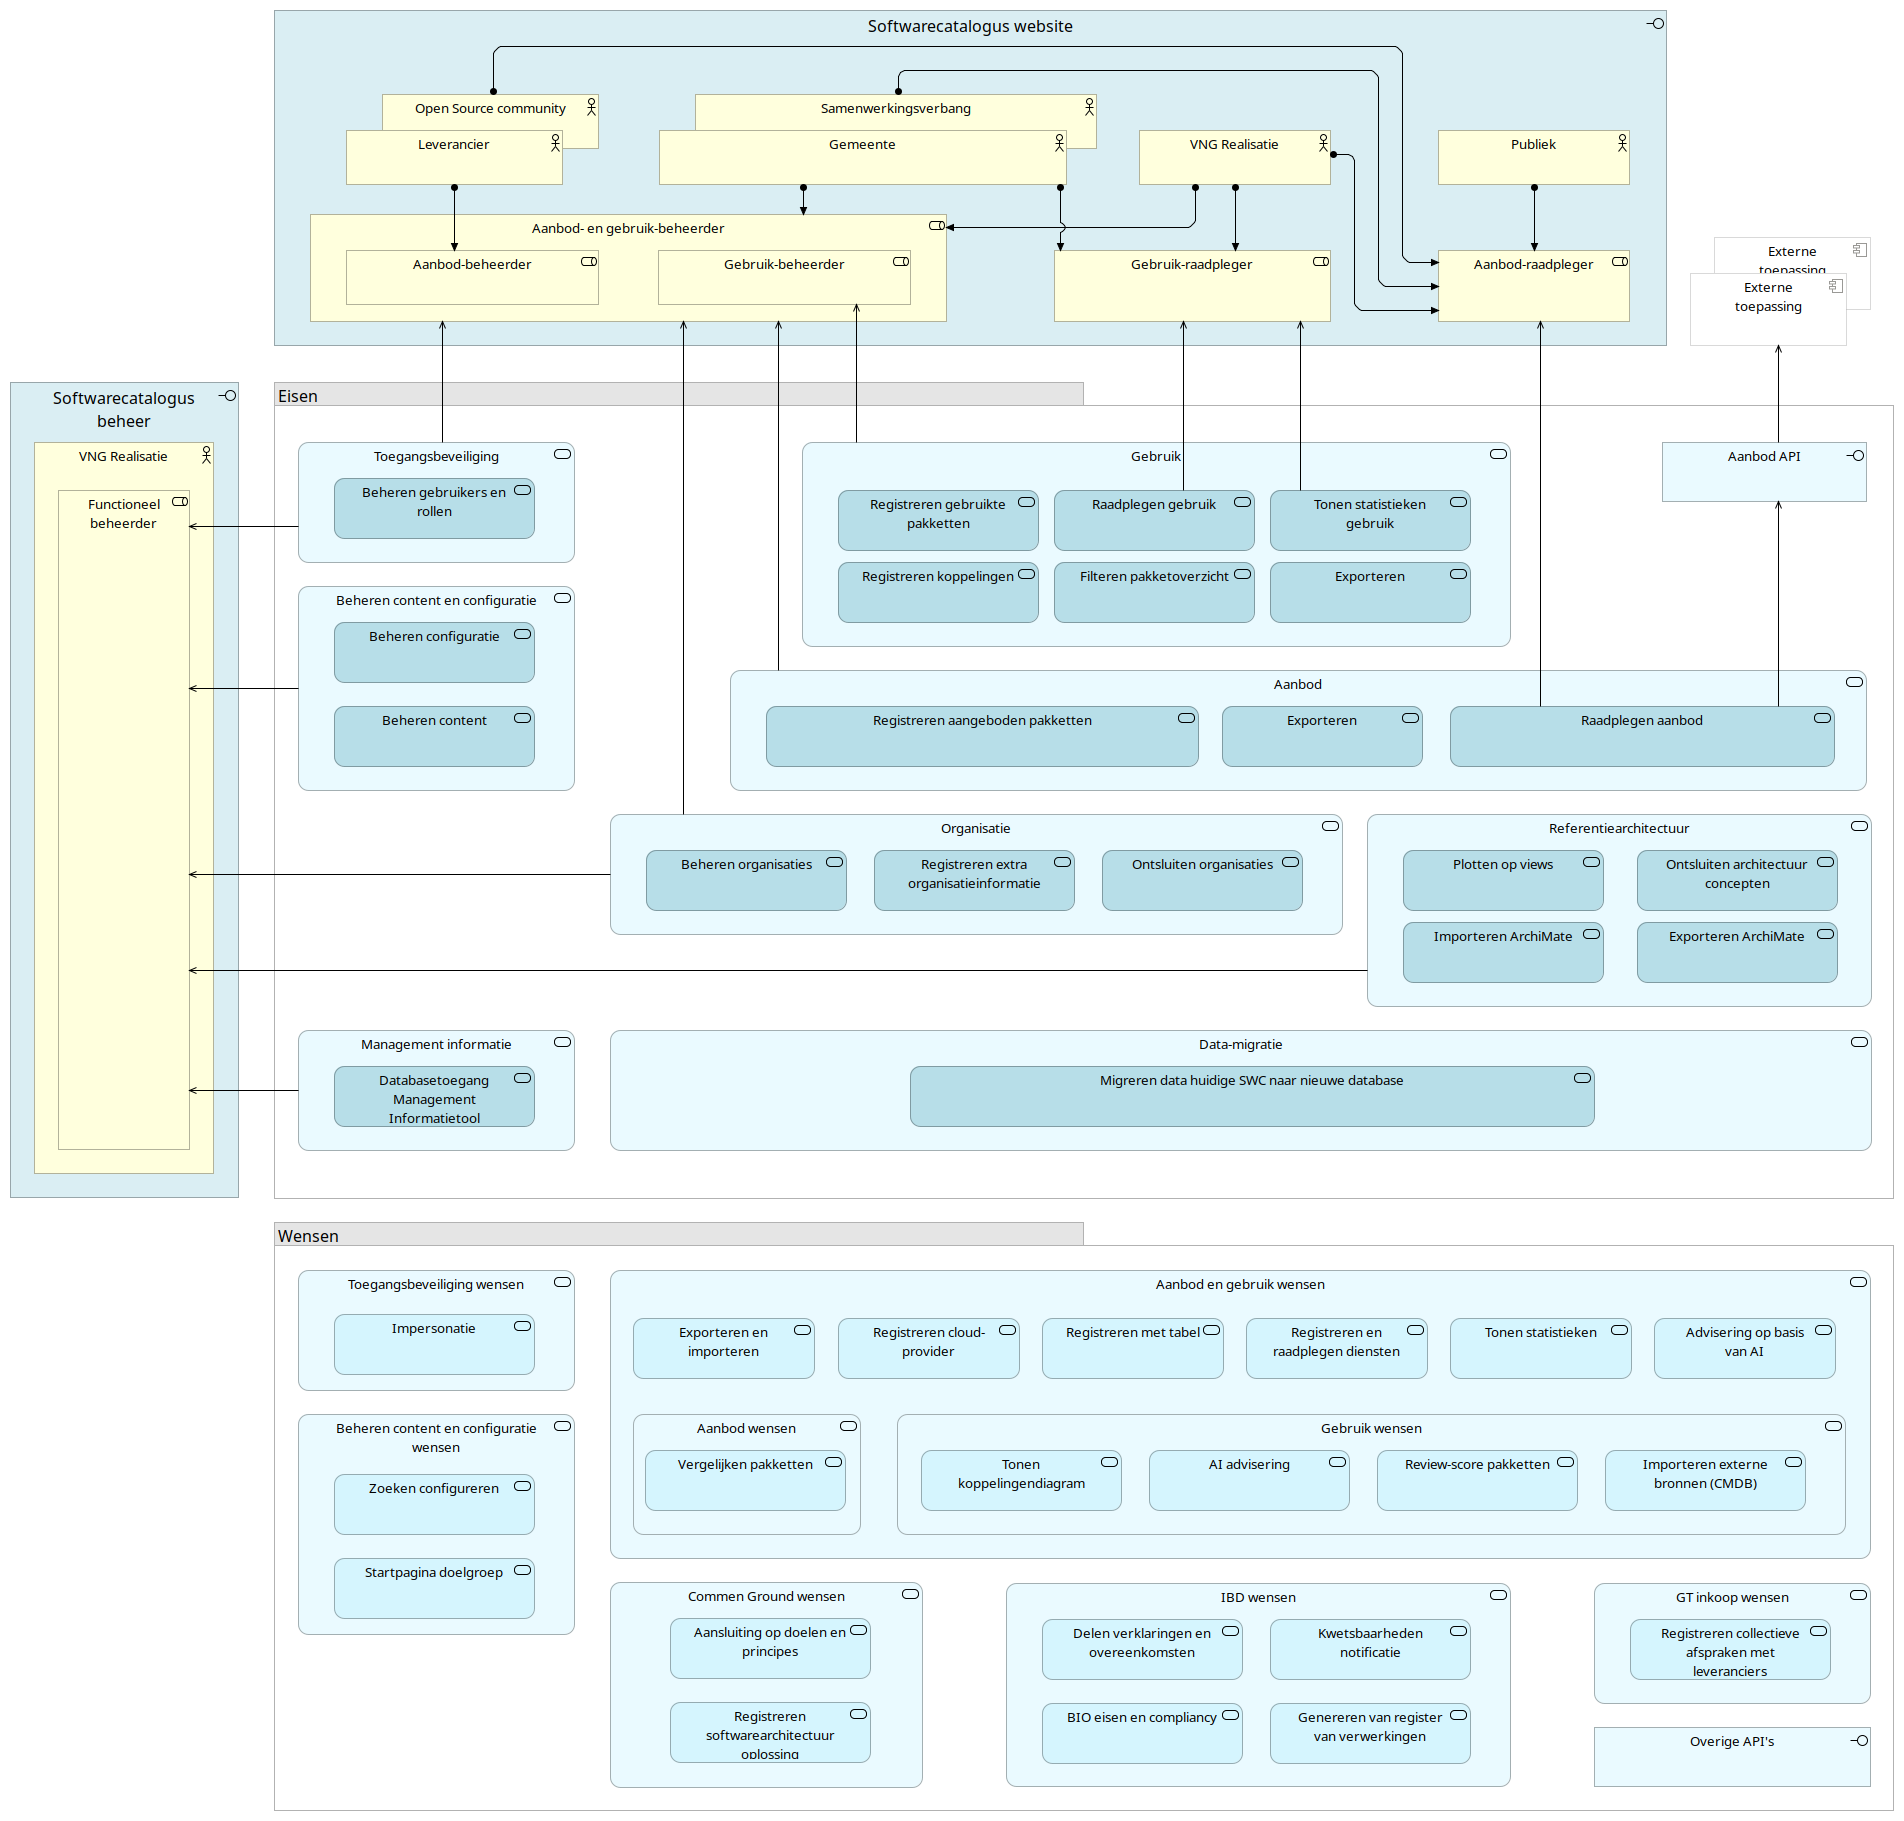 Softwarecatalogus website
Open Source community
Samenwerkingsverbang
Leverancier
Gemeente
VNG Realisatie
Publiek
Aanbod- en gebruik-beheerder
Aanbod-beheerder
Gebruik-beheerder
Gebruik-raadpleger
Aanbod-raadpleger
Externe
toepassing
Externe
toepassing
Softwarecatalogus
beheer
VNG Realisatie
Functioneel
beheerder
Eisen
Toegangsbeveiliging
Beheren gebruikers en
rollen
Gebruik
Registreren gebruikte
pakketten
Raadplegen gebruik
Tonen statistieken
gebruik
Registreren koppelingen
Filteren pakketoverzicht
Exporteren
Aanbod API
Beheren content en configuratie
Beheren configuratie
Beheren content
Aanbod
Registreren aangeboden pakketten
Exporteren
Raadplegen aanbod
Organisatie
Beheren organisaties
Registreren extra
organisatieinformatie
Ontsluiten organisaties
Referentiearchitectuur
Plotten op views
Ontsluiten architectuur
concepten
Importeren ArchiMate
Exporteren ArchiMate
Management informatie
Databasetoegang
Management
Informatietool
Data-migratie
Migreren data huidige SWC naar nieuwe database
Wensen
Toegangsbeveiliging wensen
Impersonatie
Aanbod en gebruik wensen
Exporteren en
importeren
Registreren cloud-
provider
Registreren met tabel
Registreren en
raadplegen diensten
Tonen statistieken
Advisering op basis
van AI
Beheren content en configuratie
wensen
Zoeken configureren
Startpagina doelgroep
Aanbod wensen
Vergelijken pakketten
Gebruik wensen
Tonen
koppelingendiagram
AI advisering
Review-score pakketten
Importeren externe
bronnen (CMDB)
Commen Ground wensen
Aansluiting op doelen en
principes
Registreren
softwarearchitectuur
oplossing
IBD wensen
Delen verklaringen en
overeenkomsten
Kwetsbaarheden
notificatie
BIO eisen en compliancy
Genereren van register
van verwerkingen
GT inkoop wensen
Registreren collectieve
afspraken met
leveranciers
Overige API's